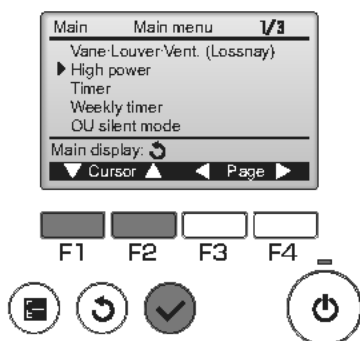 Main Main menu 1/3
Vane·Louver·Vent. (Lossnay)
▶ High power
Timer
Weekly timer
OU silent mode
Main display: ↺
▼ Cursor ▲ ◀ Page ▶
F1 F2 F3 F4